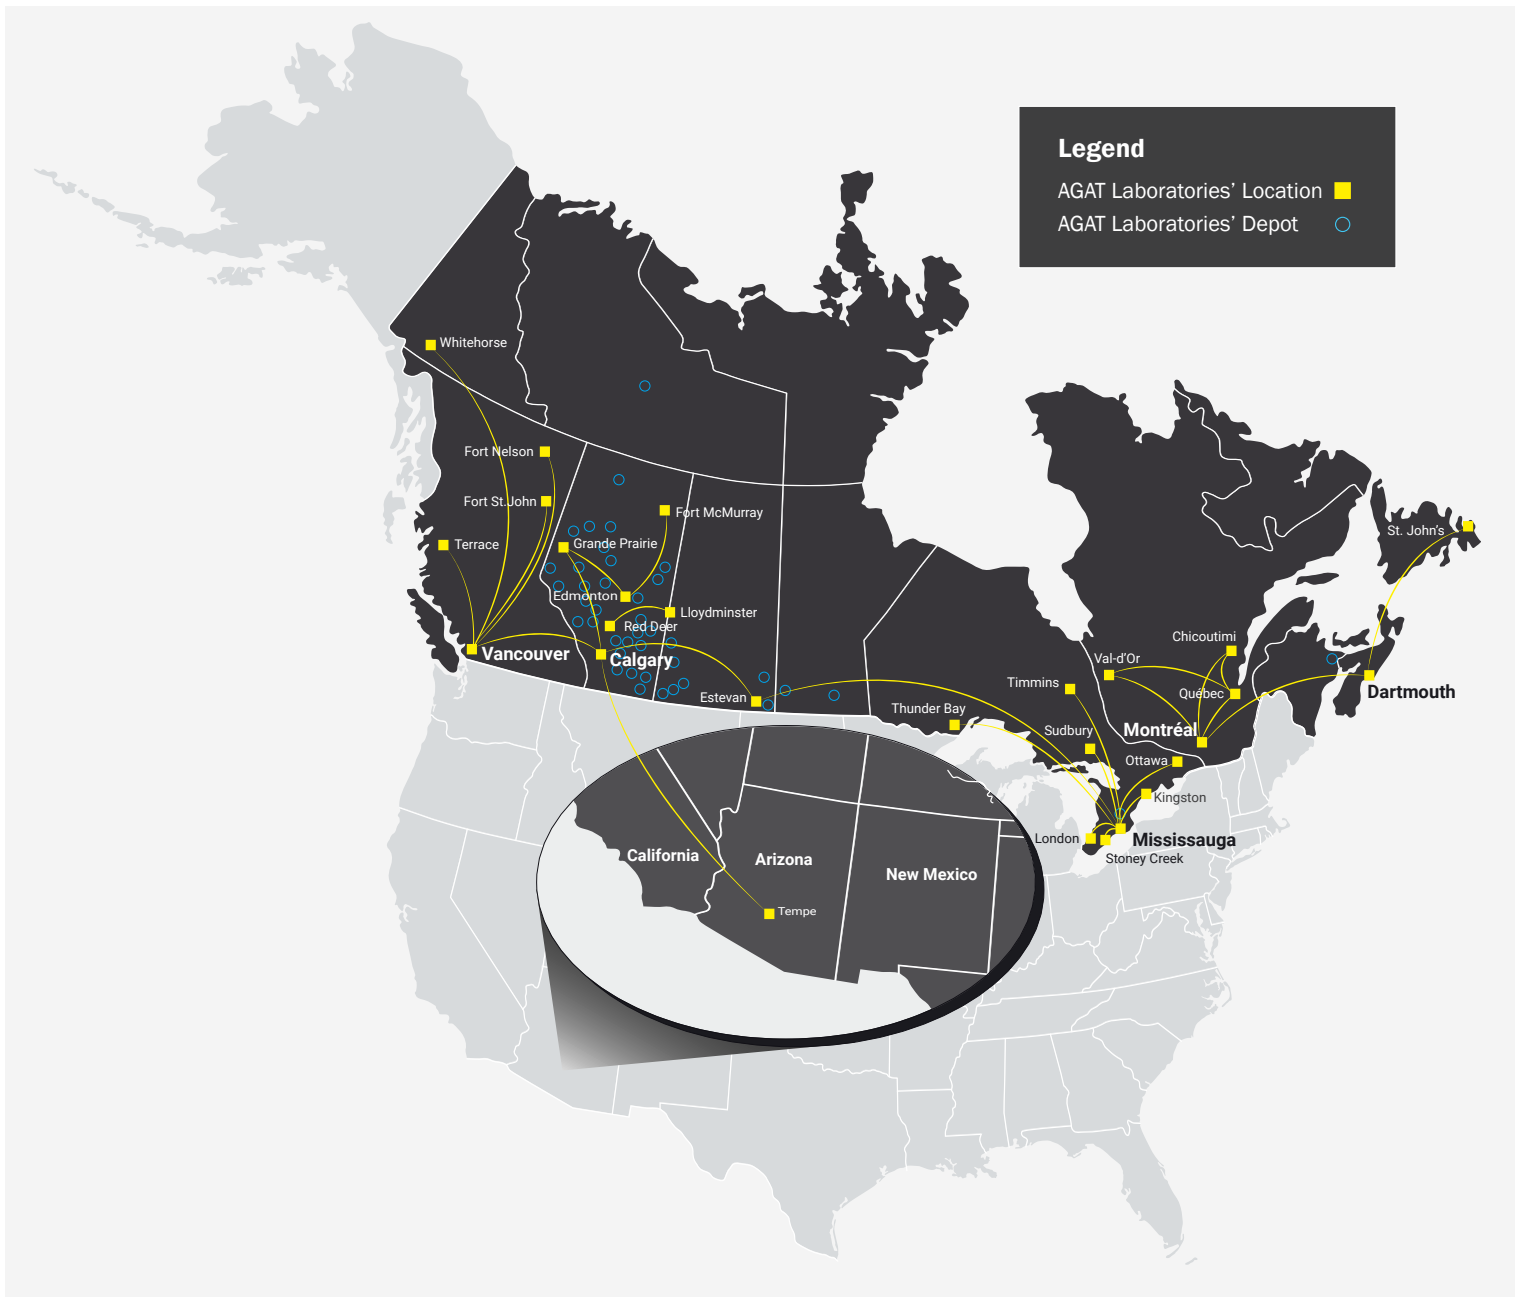 Legend
AGAT Laboratories’ Location
AGAT Laboratories’ Depot
Whitehorse
Fort Nelson
Fort St.John
Fort McMurray
Terrace
Grande Prairie
Edmonton
Lloydminster
Red Deer
Vancouver
Calgary
Estevan
St. John’s
Chicoutimi
Val-d’Or
Timmins
Québec
Dartmouth
Thunder Bay
Sudbury
Montréal
Ottawa
Kingston
London
Mississauga
Stoney Creek
California
Arizona
New Mexico
Tempe